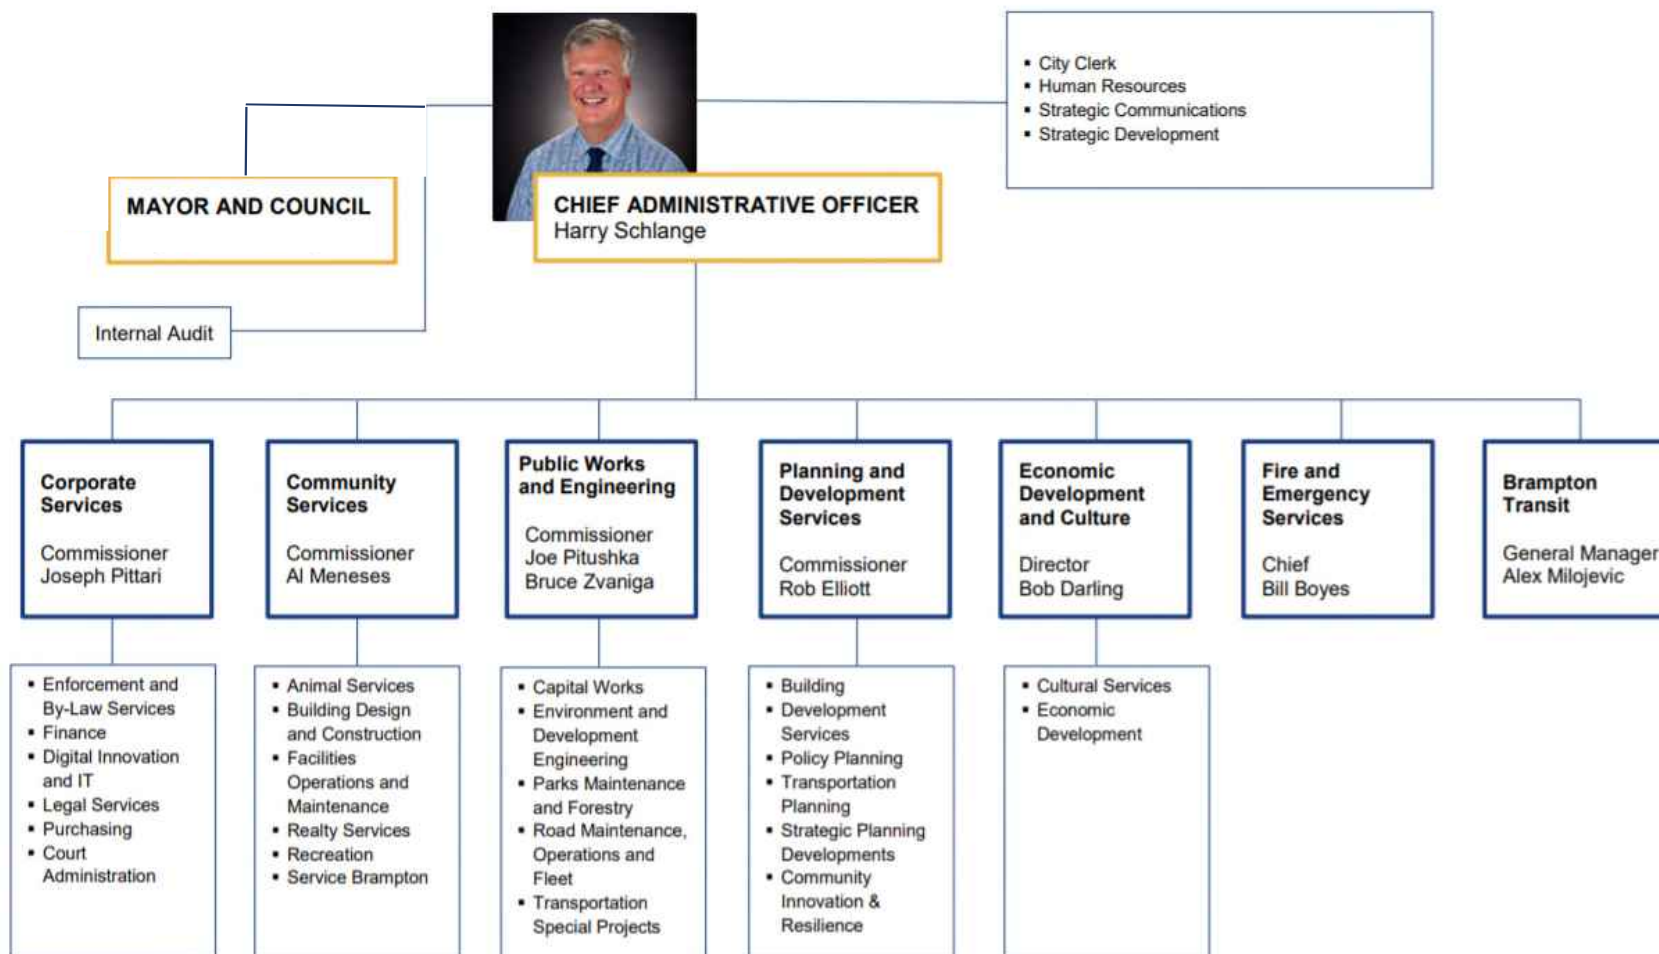 ▪ City Clerk
▪ Human Resources
▪ Strategic Communications
▪ Strategic Development
MAYOR AND COUNCIL
CHIEF ADMINISTRATIVE OFFICER
Harry Schlange
Internal Audit
Corporate
Services
Commissioner
Joseph Pittari
Community
Services
Commissioner
Al Meneses
Public Works
and Engineering
Commissioner
Joe Pitushka
Bruce Zvaniga
Planning and
Development
Services
Commissioner
Rob Elliott
Economic
Development
and Culture
Director
Bob Darling
Fire and
Emergency
Services
Chief
Bill Boyes
Brampton
Transit
General Manager
Alex Milojevic
▪ Enforcement and
By-Law Services
▪ Finance
▪ Digital Innovation
and IT
▪ Legal Services
▪ Purchasing
▪ Court
Administration
▪ Animal Services
▪ Building Design
and Construction
▪ Facilities
Operations and
Maintenance
▪ Realty Services
▪ Recreation
▪ Service Brampton
▪ Capital Works
▪ Environment and
Development
Engineering
▪ Parks Maintenance
and Forestry
▪ Road Maintenance,
Operations and
Fleet
▪ Transportation
Special Projects
▪ Building
▪ Development
Services
▪ Policy Planning
▪ Transportation
Planning
▪ Strategic Planning
Developments
▪ Community
Innovation &
Resilience
▪ Cultural Services
▪ Economic
Development